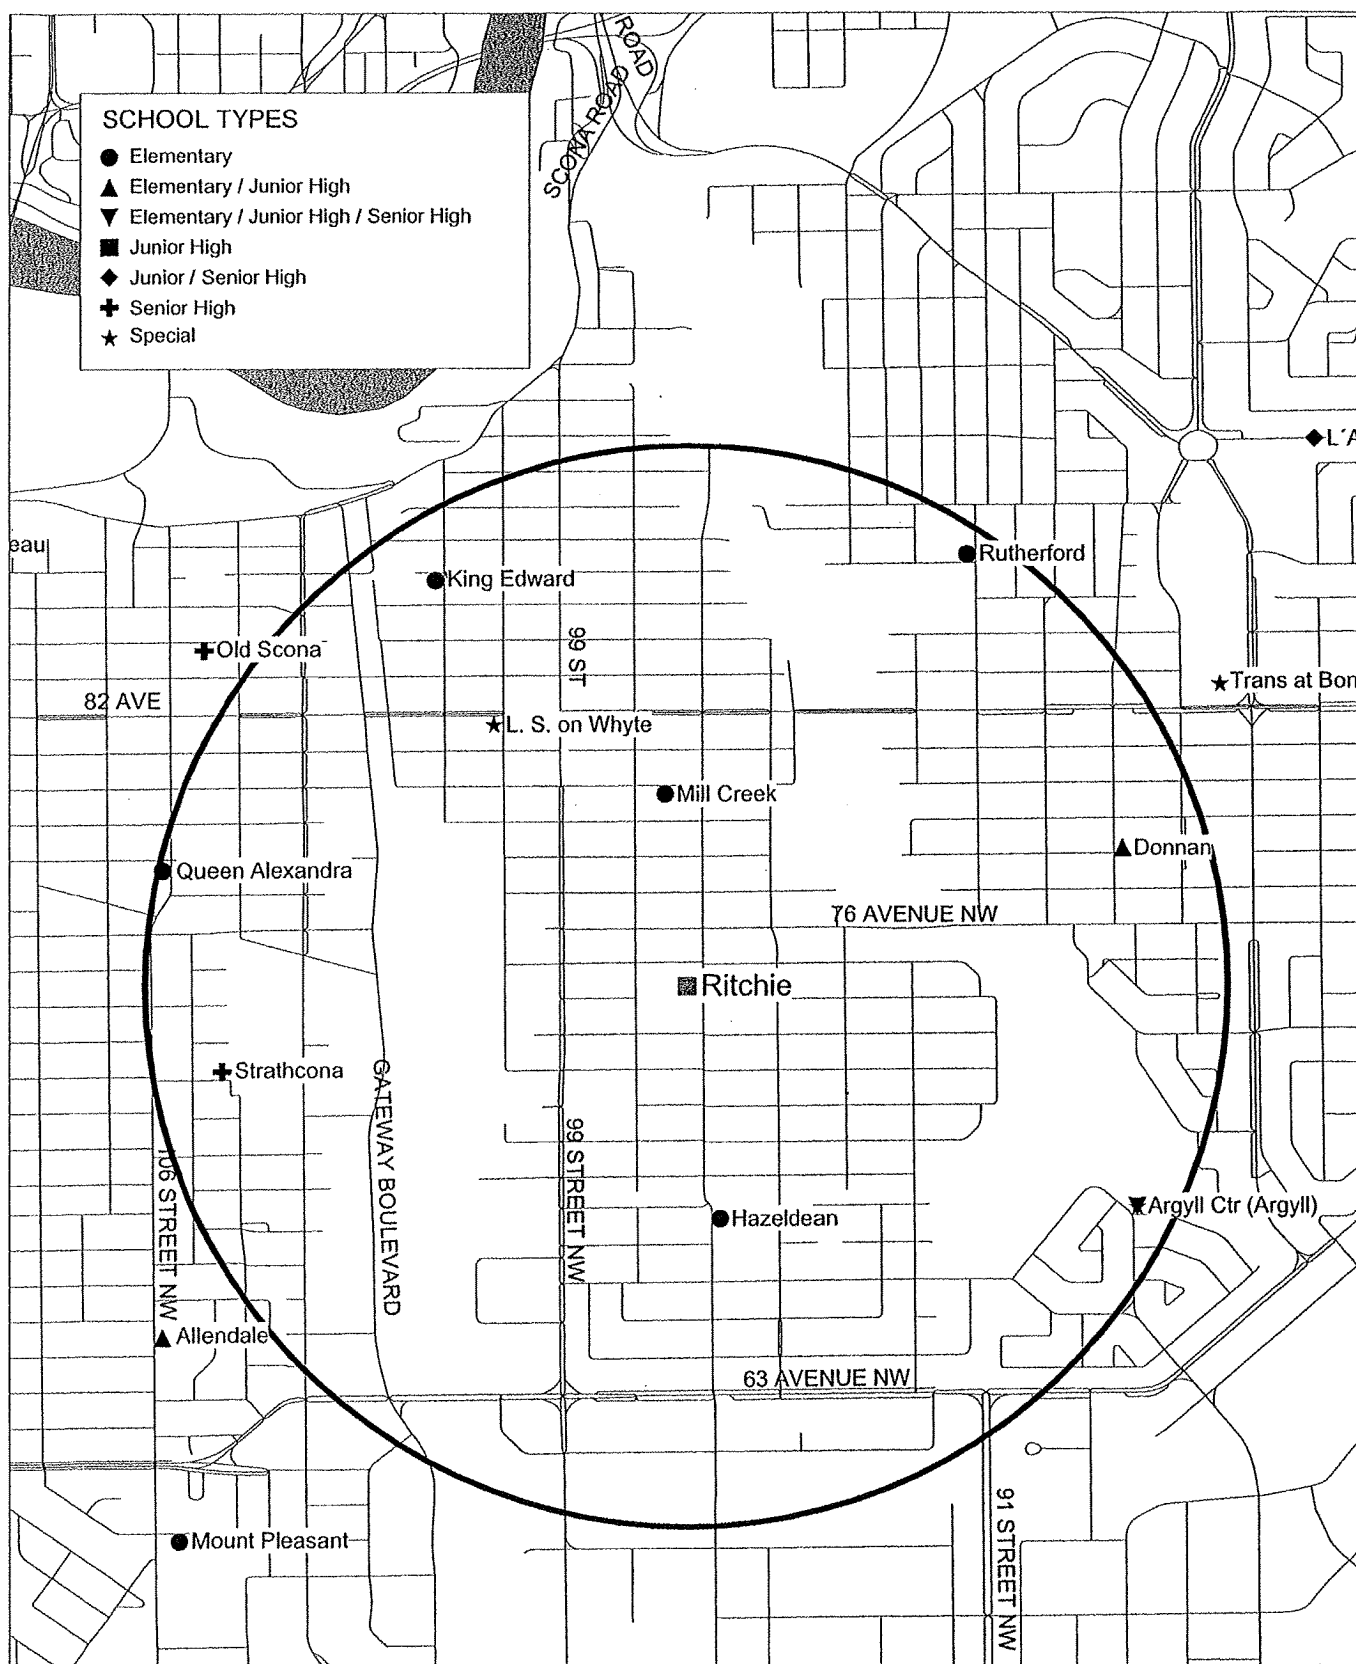 ROAD
SCONA ROAD
SCHOOL TYPES
Elementary
Elementary / Junior High
Elementary / Junior High / Senior High
Junior High
Junior / Senior High
Senior High
Special
L'A
eau
Rutherford
King Edward
99 ST
Old Scona
Trans at Bon
82 AVE
L. S. on Whyte
Mill Creek
Donnan
Queen Alexandra
76 AVENUE NW
Ritchie
Strathcona
GATEWAY BOULEVARD
99 STREET NW
106 STREET NW
Argyll Ctr (Argyll)
Hazeldean
Allendale
63 AVENUE NW
91 STREET NW
Mount Pleasant